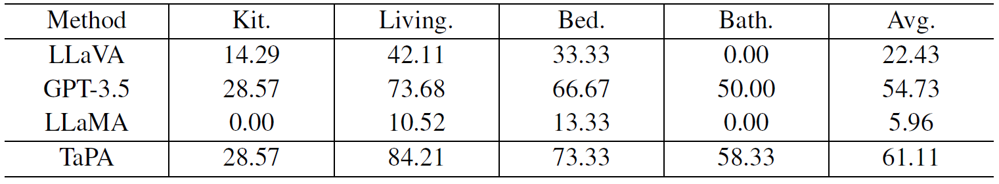 Method Kit. Living. Bed. Bath. Avg.
LLaVA 14.29 42.11 33.33 0.00 22.43
GPT-3.5 28.57 73.68 66.67 50.00 54.73
LLaMA 0.00 10.52 13.33 0.00 5.96
TaPA 28.57 84.21 73.33 58.33 61.11